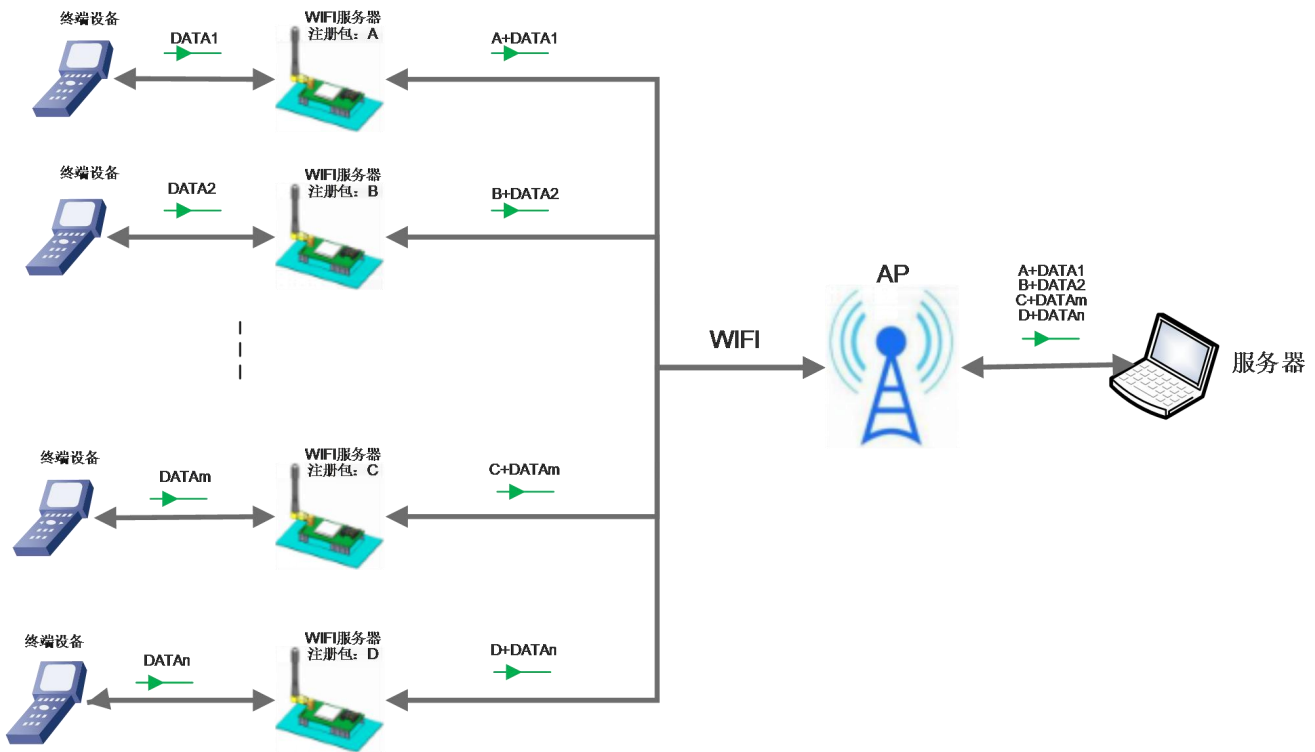 终端设备
DATA1
WIFI服务器
注册包：A
A+DATA1
终端设备
DATA2
WIFI服务器
注册包：B
B+DATA2
WIFI
AP
A+DATA1
B+DATA2
C+DATAm
D+DATAn
服务器
终端设备
DATAm
WIFI服务器
注册包：C
C+DATAm
终端设备
DATAn
WIFI服务器
注册包：D
D+DATAn